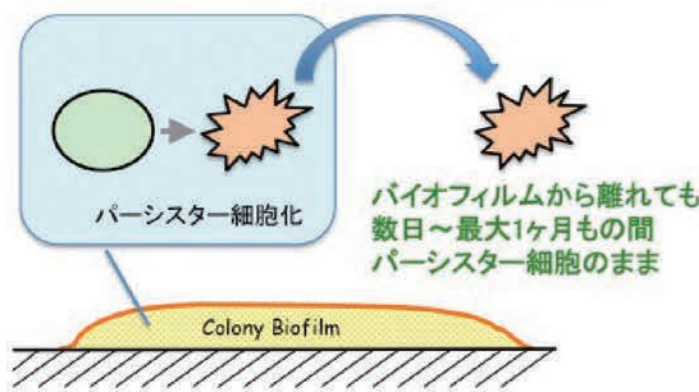 パーシスター細胞化
バイオフィルムから離れても
数日～最大1ヶ月もの間
パーシスター細胞のまま
Colony Biofilm